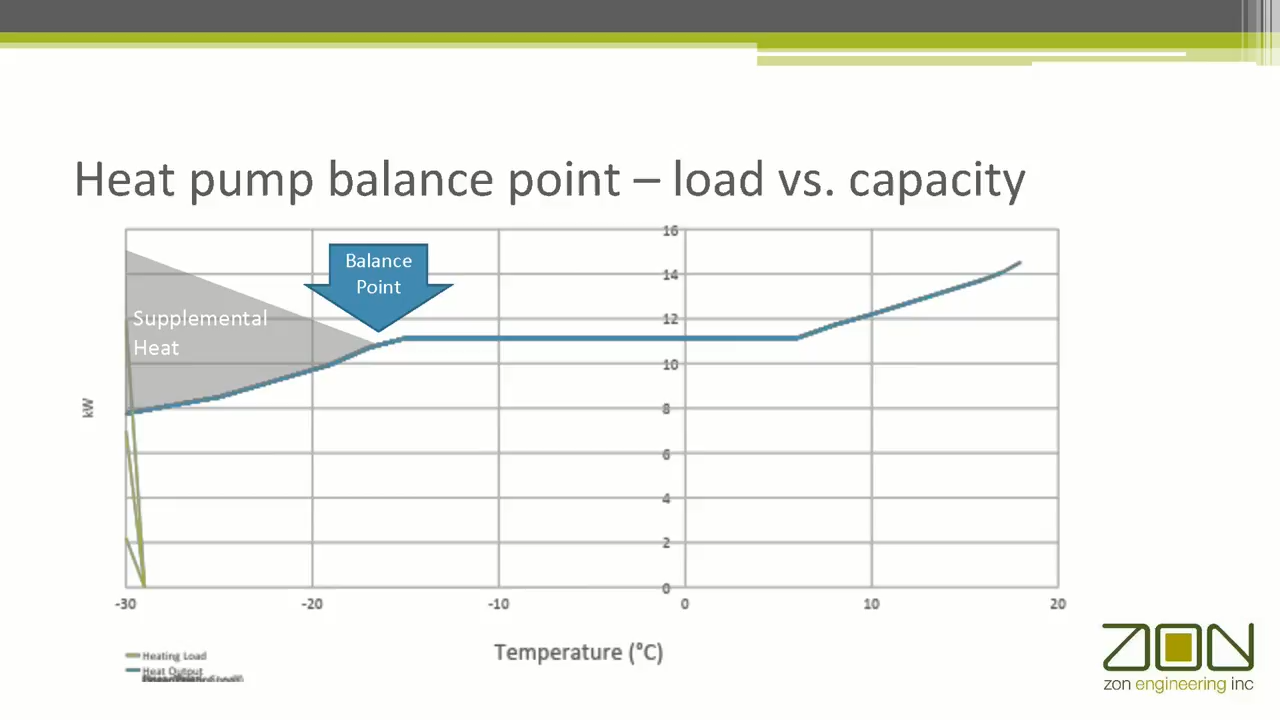 Heat pump balance point – load vs. capacity
16
Balance
Point
14
Supplemental
12
Heat
10
kW
8
6
4
2
0
-30
-20
-10
0
10
20
Temperature (°C)
Heating Load
Heat Output
ZON
zon engineering inc